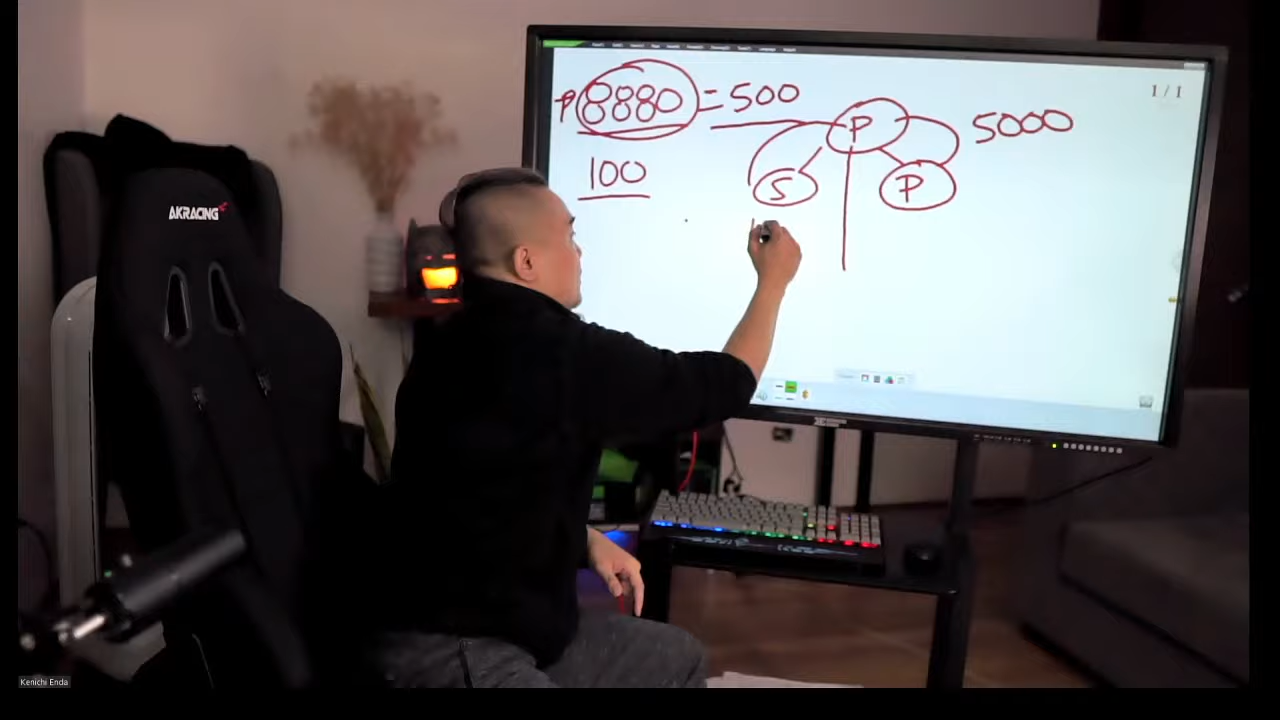 P8880 = 500
P
5000
1/1
100
S
P
AKRACING
Kenichi Enda